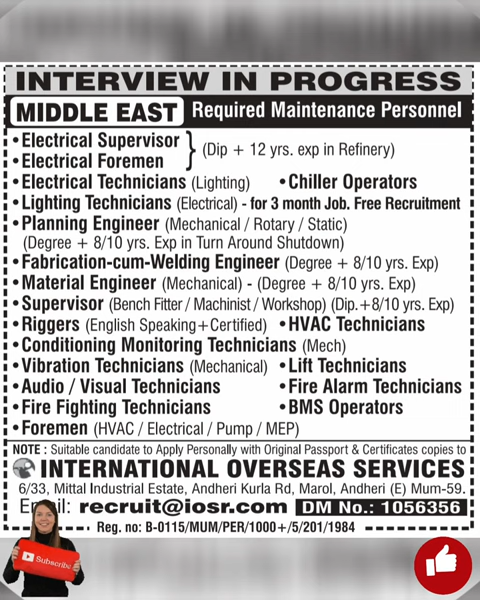 INTERVIEW IN PROGRESS
MIDDLE EAST Required Maintenance Personnel
• Electrical Supervisor
• Electrical Foremen
(Dip + 12 yrs. exp in Refinery)
• Electrical Technicians (Lighting) • Chiller Operators
• Lighting Technicians (Electrical) - for 3 month Job. Free Recruitment
• Planning Engineer (Mechanical / Rotary / Static)
(Degree + 8/10 yrs. Exp in Turn Around Shutdown)
• Fabrication-cum-Welding Engineer (Degree + 8/10 yrs. Exp)
• Material Engineer (Mechanical) - (Degree + 8/10 yrs. Exp)
• Supervisor (Bench Fitter / Machinist / Workshop) (Dip.+8/10 yrs. Exp)
• Riggers (English Speaking+Certified) • HVAC Technicians
• Conditioning Monitoring Technicians (Mech)
• Vibration Technicians (Mechanical) • Lift Technicians
• Audio / Visual Technicians • Fire Alarm Technicians
• Fire Fighting Technicians • BMS Operators
• Foremen (HVAC / Electrical / Pump / MEP)
NOTE : Suitable candidate to Apply Personally with Original Passport & Certificates copies to
INTERNATIONAL OVERSEAS SERVICES
6/33, Mittal Industrial Estate, Andheri Kurla Rd, Marol, Andheri (E) Mum-59.
Email: recruit@iosr.com DM No.: 1056356
Reg. no: B-0115/MUM/PER/1000+/5/201/1984
Subscribe